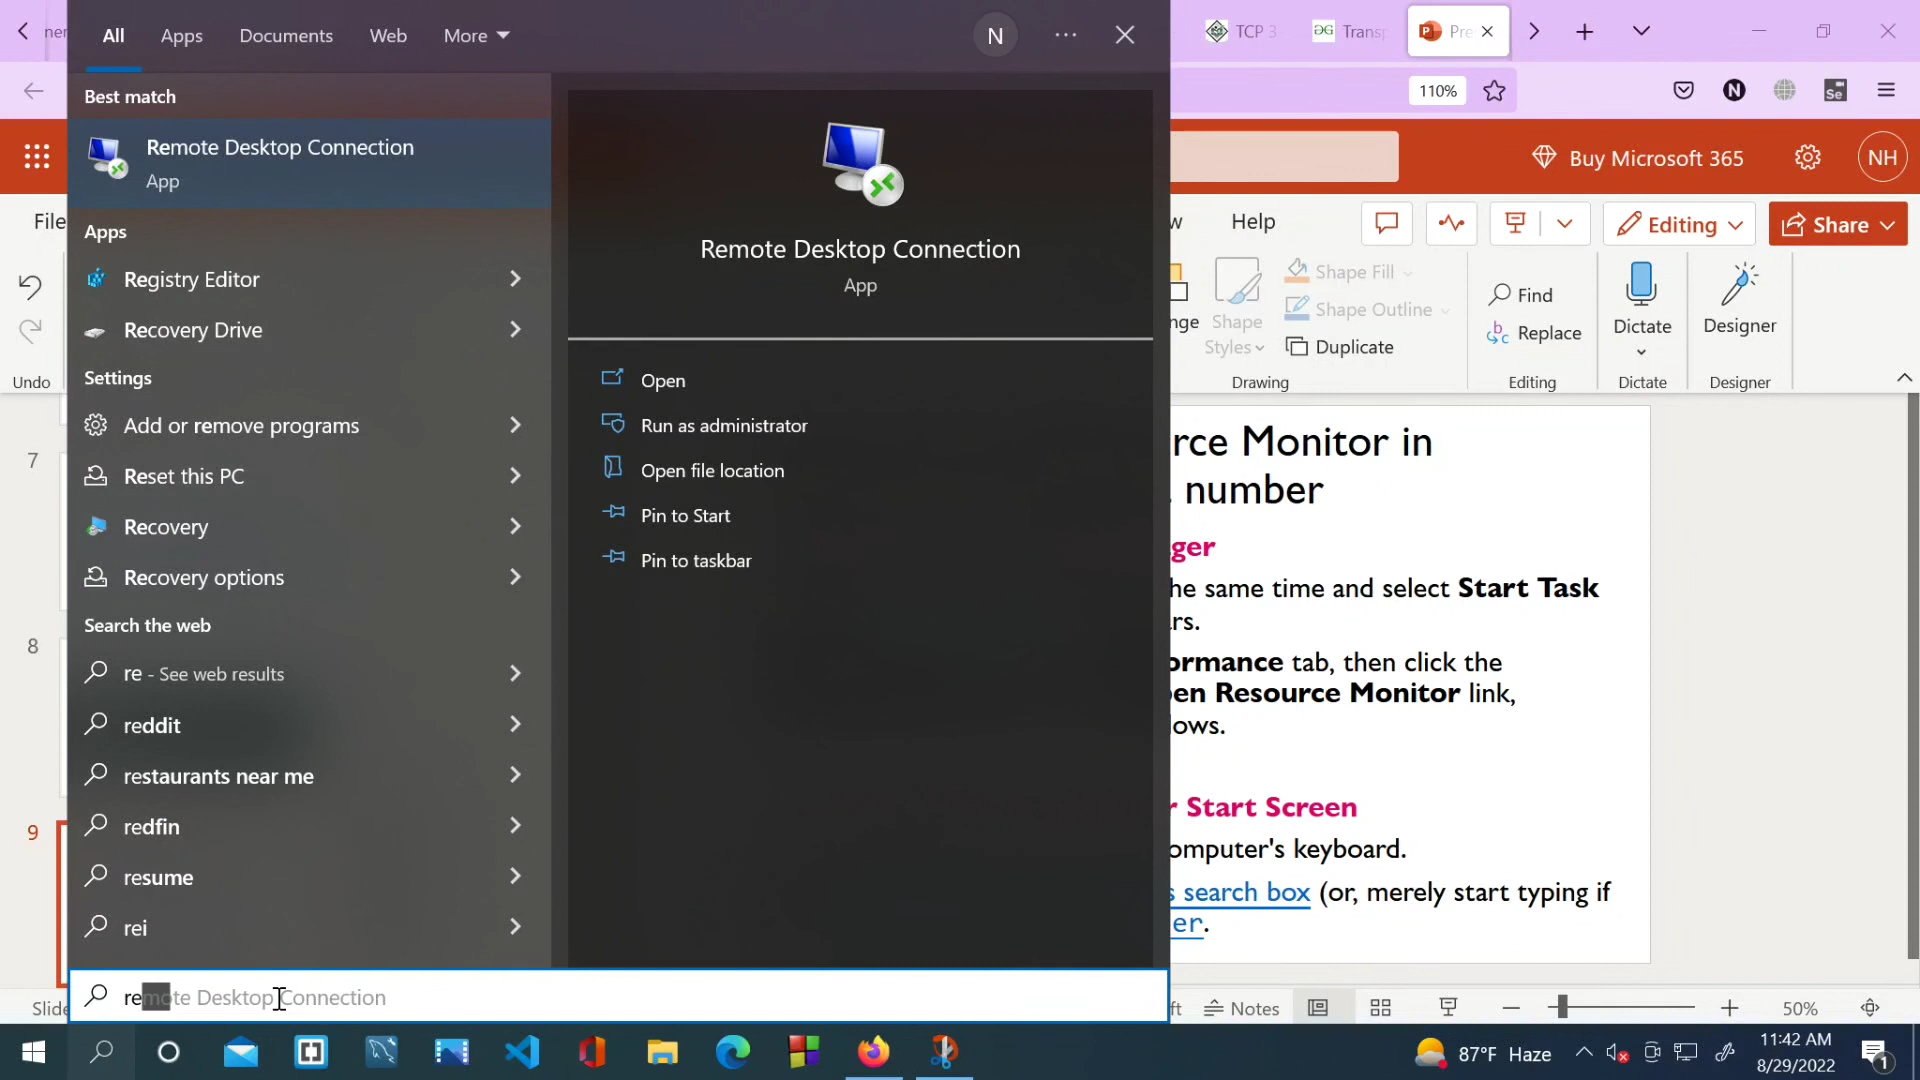 All Apps Documents Web More N ...
TCP 3 Trans Pre
110% N Se
Best match
Remote Desktop Connection
App
Apps
Registry Editor
Recovery Drive
Settings
Add or remove programs
Reset this PC
Recovery
Recovery options
Search the web
re - See web results
reddit
restaurants near me
redfin
resume
rei
remote Desktop Connection
Remote Desktop Connection
App
Open
Run as administrator
Open file location
Pin to Start
Pin to taskbar
Buy Microsoft 365 NH
File
Help Editing Share
Undo
nge Shape
Styles
Shape Fill
Shape Outline
Duplicate
Drawing
Find
Replace
Editing
Dictate
Dictate
Designer
Designer
7
8
9
rce Monitor in
number
ger
he same time and select Start Task
rs.
ormance tab, then click the
en Resource Monitor link,
lows.
r Start Screen
omputer's keyboard.
s search box (or, merely start typing if
er.
Slide Notes 50%
87°F Haze
11:42 AM
8/29/2022
1